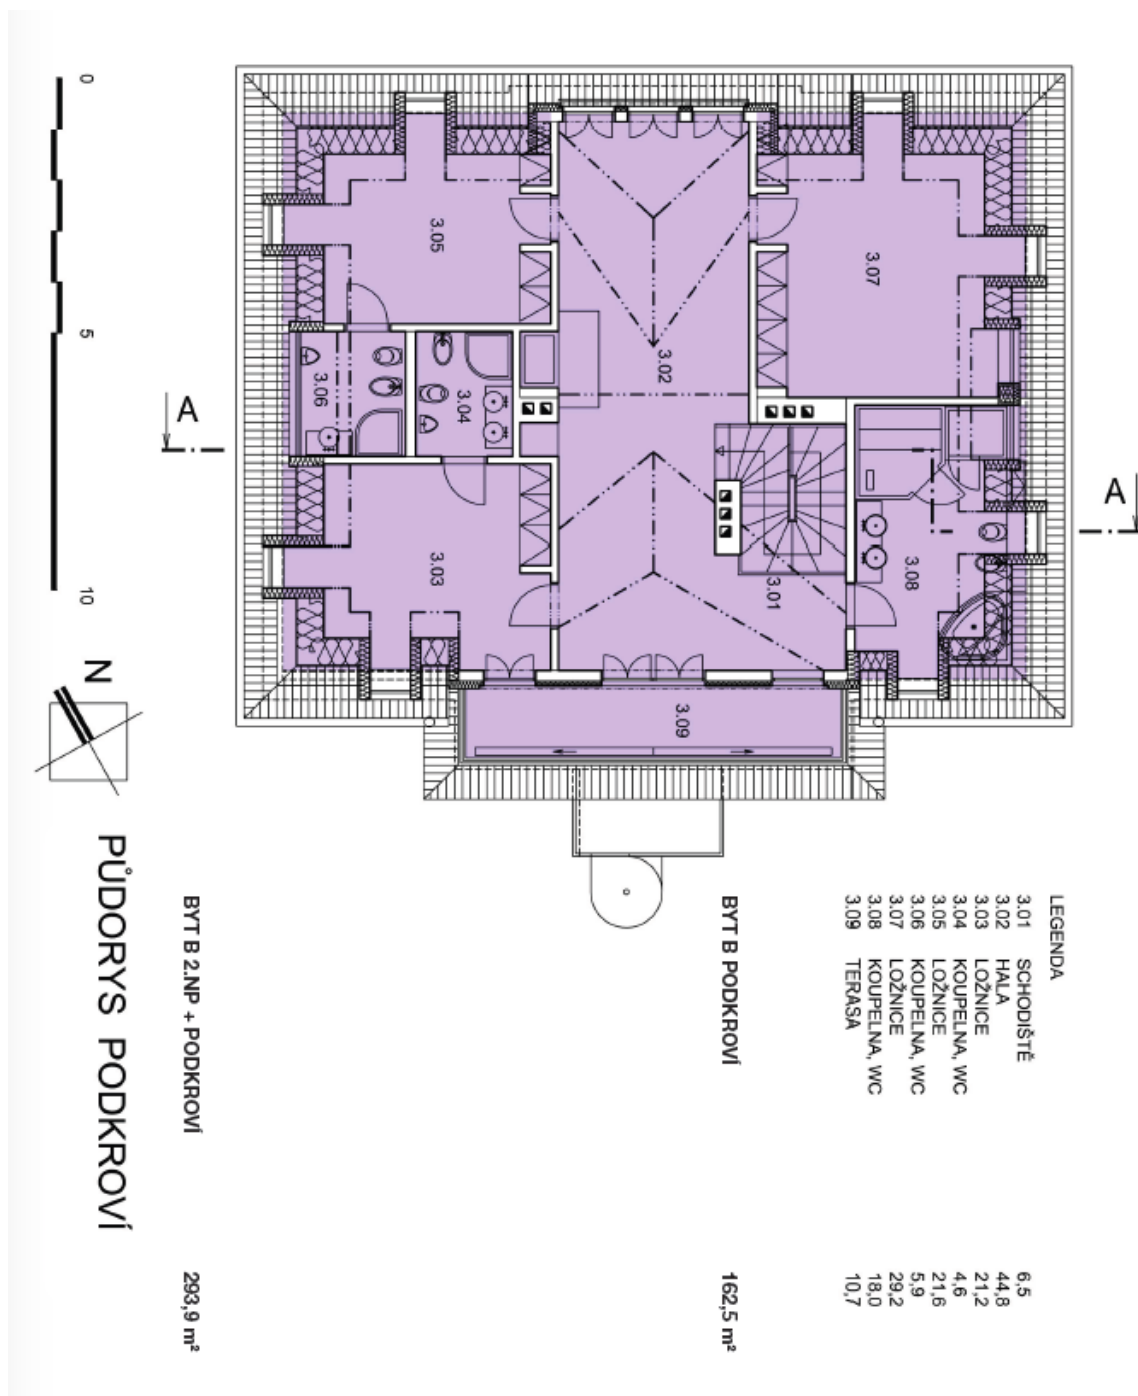 0
5
10
N
A
A
3.05
3.07
3.02
3.06
3.04
3.03
3.01
3.08
3.09
LEGENDA
3.01 SCHODIŠTĚ 6,5
3.02 HALA 44,8
3.03 LOŽNICE 21,2
3.04 KOUPELNA, WC 4,6
3.05 LOŽNICE 21,6
3.06 KOUPELNA, WC 5,9
3.07 LOŽNICE 29,2
3.08 KOUPELNA, WC 18,0
3.09 TERASA 10,7
BYT B PODKROVÍ 162,5 m²
BYT B 2.NP + PODKROVÍ 293,9 m²
PŮDORYS PODKROVÍ